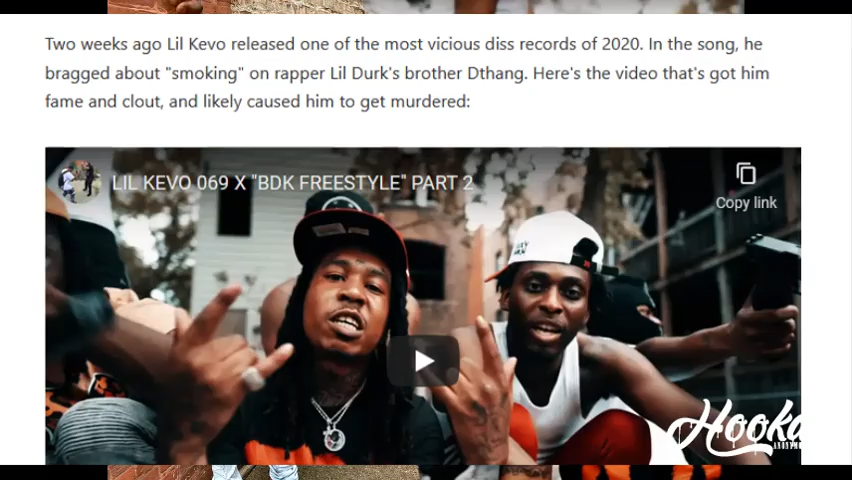 Two weeks ago Lil Kevo released one of the most vicious diss records of 2020. In the song, he
bragged about "smoking" on rapper Lil Durk's brother Dthang. Here's the video that's got him
fame and clout, and likely caused him to get murdered:
LIL KEVO 069 X "BDK FREESTYLE" PART 2
Copy link
Hooka